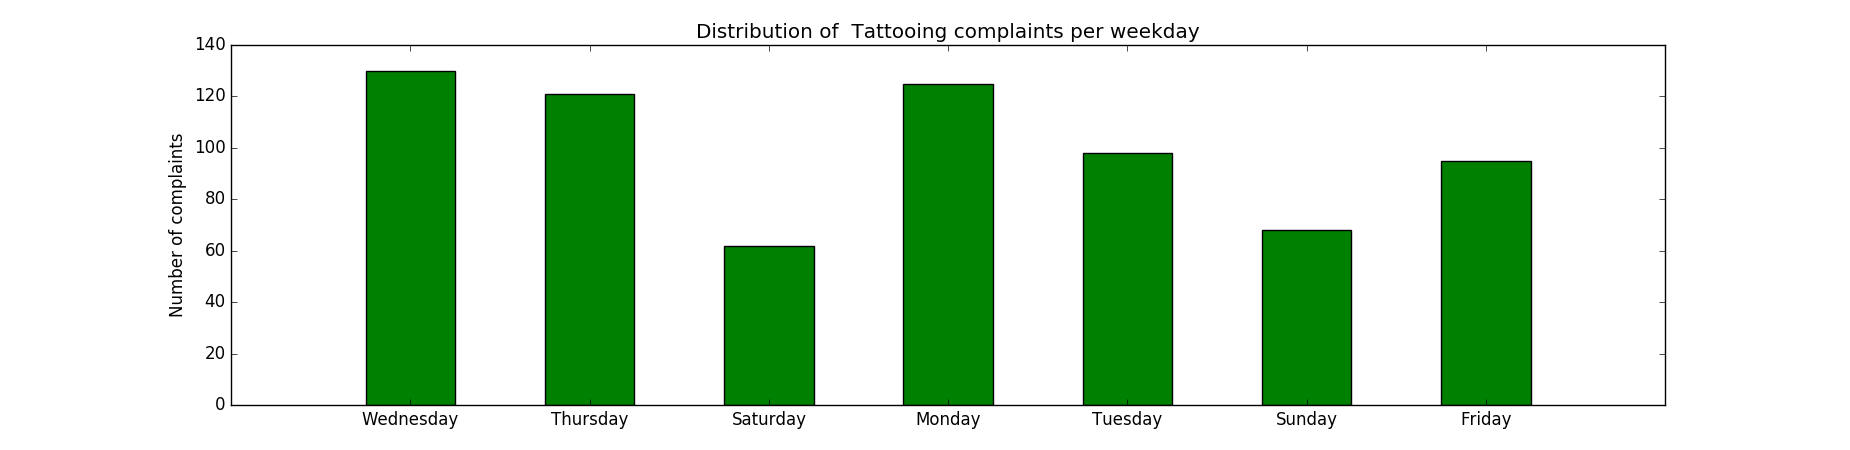 Distribution of  Tattooing complaints per weekday
Number of complaints
140
120
100
80
60
40
20
0
Wednesday Thursday Saturday Monday Tuesday Sunday Friday